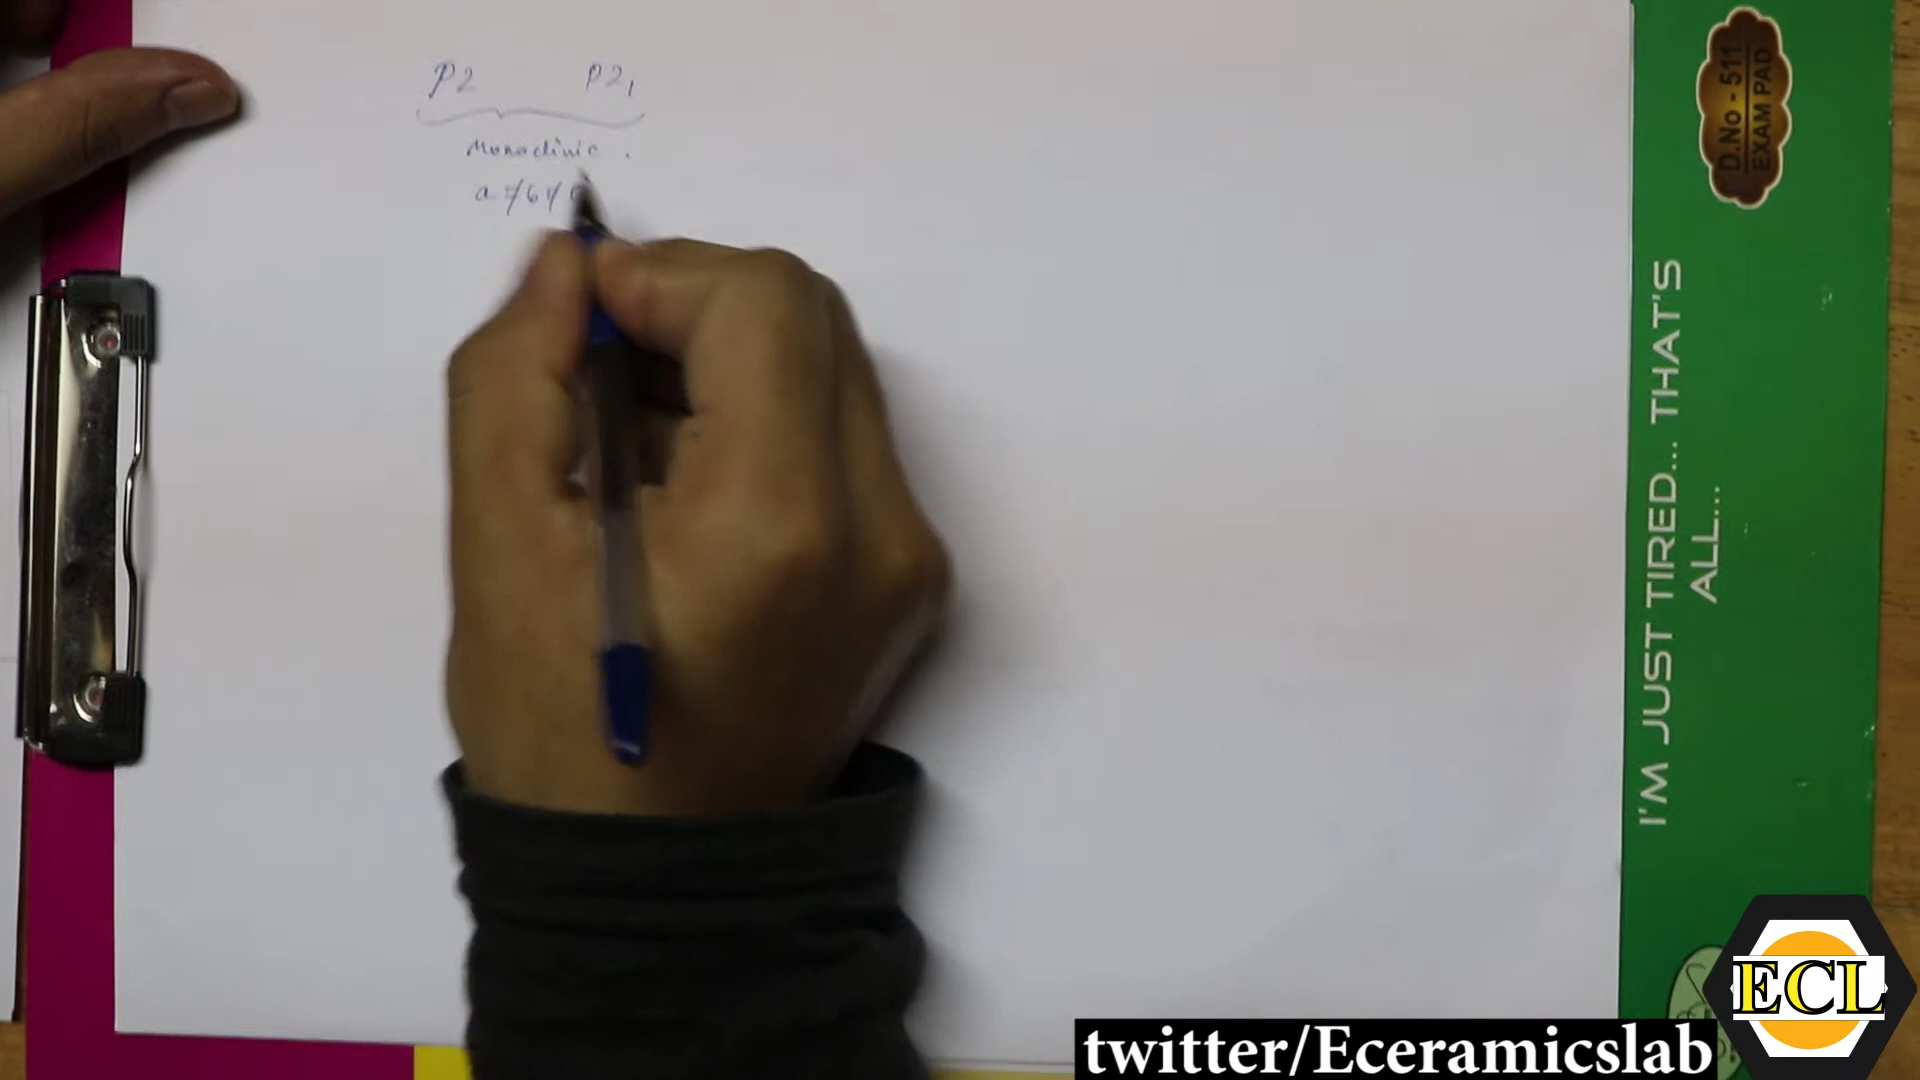 P2 P2₁
Monoclinic .
a ≠ b ≠ c
D.No - 511
EXAM PAD
I'M JUST TIRED... THAT'S
ALL...
ECL
twitter/Eceramicslab